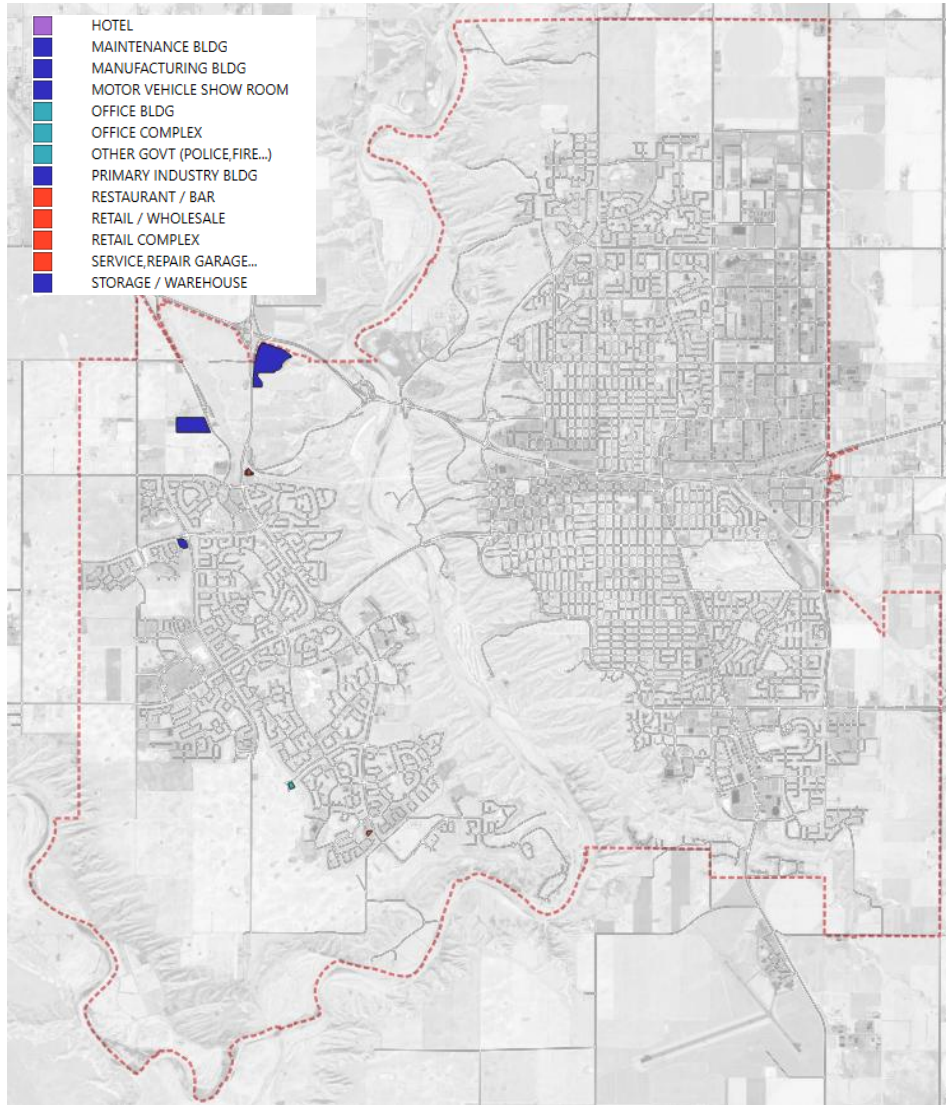 HOTEL
MAINTENANCE BLDG
MANUFACTURING BLDG
MOTOR VEHICLE SHOW ROOM
OFFICE BLDG
OFFICE COMPLEX
OTHER GOVT (POLICE,FIRE...)
PRIMARY INDUSTRY BLDG
RESTAURANT / BAR
RETAIL / WHOLESALE
RETAIL COMPLEX
SERVICE,REPAIR GARAGE...
STORAGE / WAREHOUSE